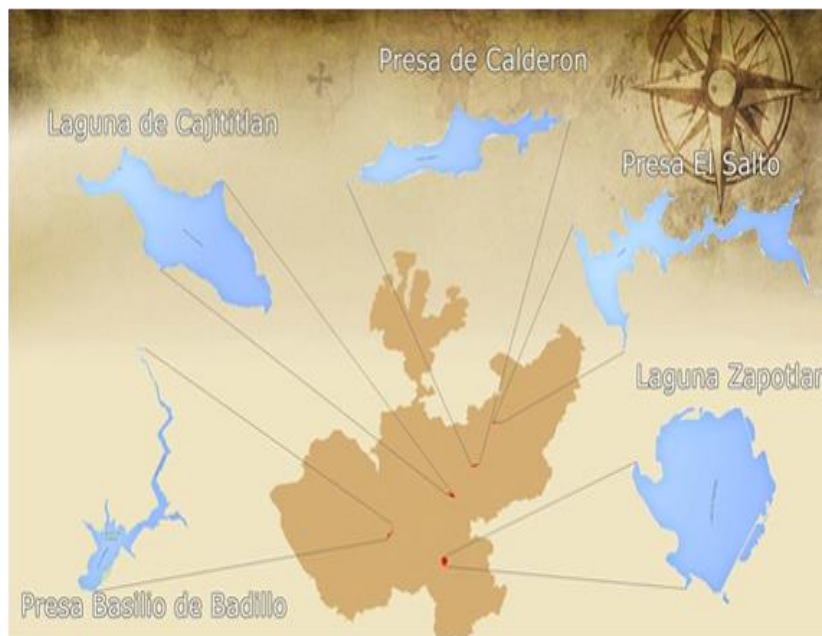 Presa de Calderon
Laguna de Cajititlan
Presa El Salto
Laguna Zapotlan
Presa Basilio de Badillo